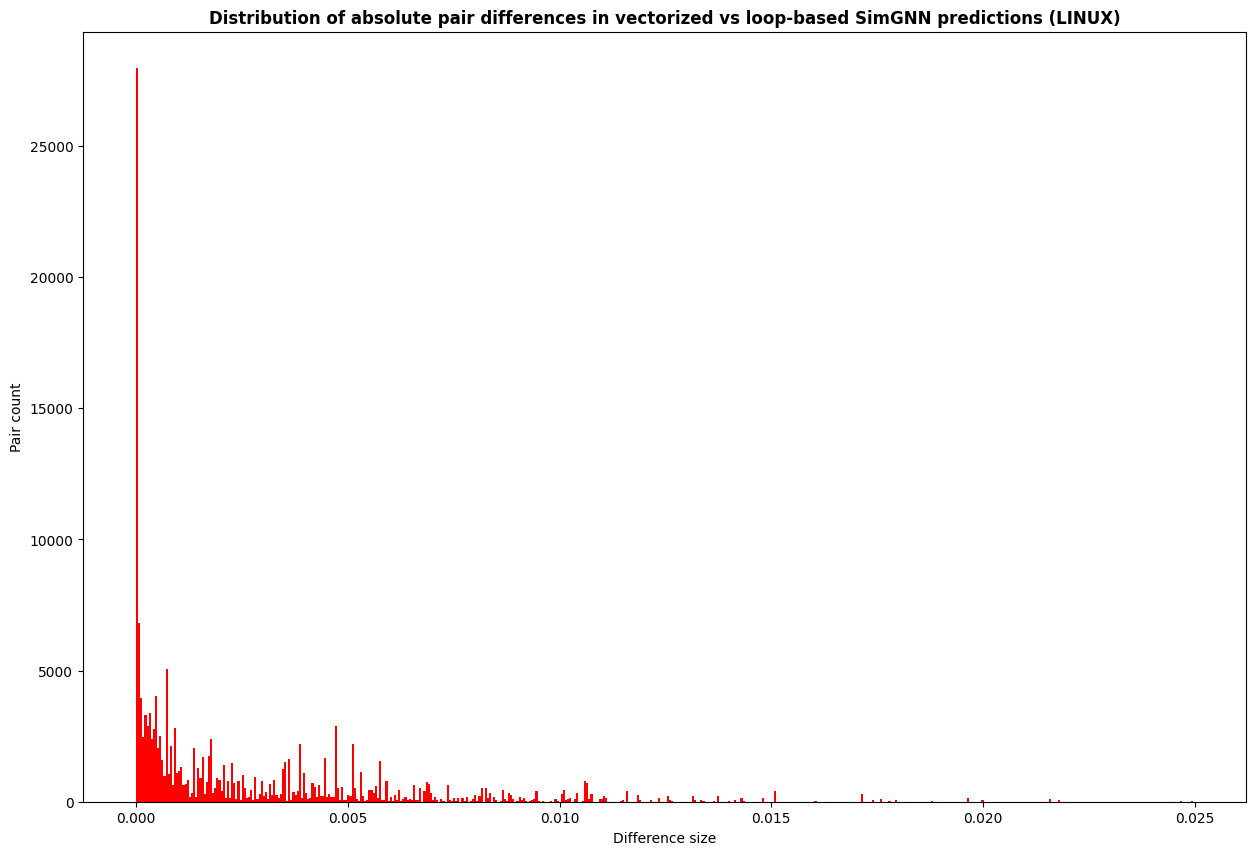 Distribution of absolute pair differences in vectorized vs loop-based SimGNN predictions (LINUX)
25000
20000
15000
10000
5000
0
Pair count
0.000 0.005 0.010 0.015 0.020 0.025
Difference size